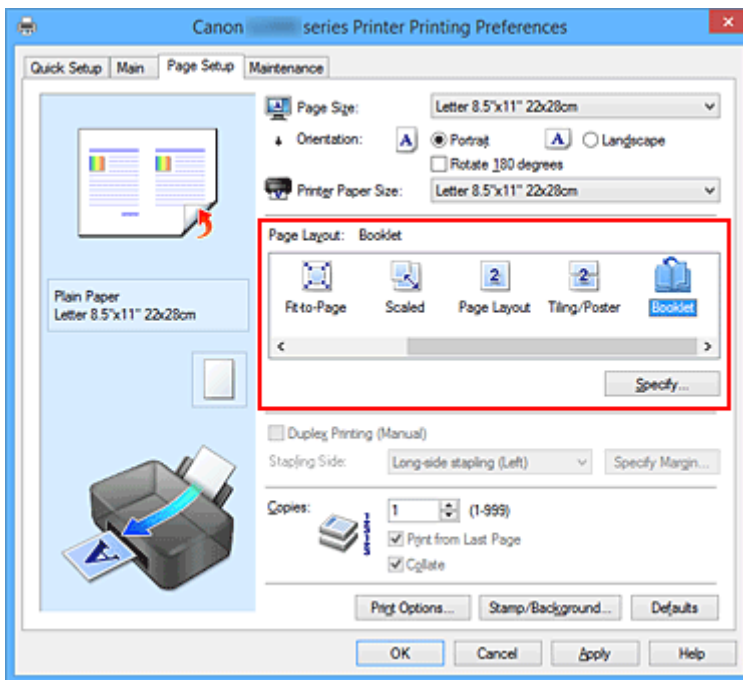 Canon series Printer Printing Preferences
Quick Setup Main Page Setup Maintenance
Page Size: Letter 8.5"x11" 22x28cm
Orientation: A Portrait A Landscape
Rotate 180 degrees
Printer Paper Size: Letter 8.5"x11" 22x28cm
Page Layout: Booklet
Fit-to-Page Scaled Page Layout Tiling/Poster Booklet
Specify...
Plain Paper
Letter 8.5"x11" 22x28cm
Duplex Printing (Manual)
Stapling Side: Long-side stapling (Left) Specify Margin...
Copies: 1 (1-999)
Print from Last Page
Collate
Print Options... Stamp/Background... Defaults
OK Cancel Apply Help